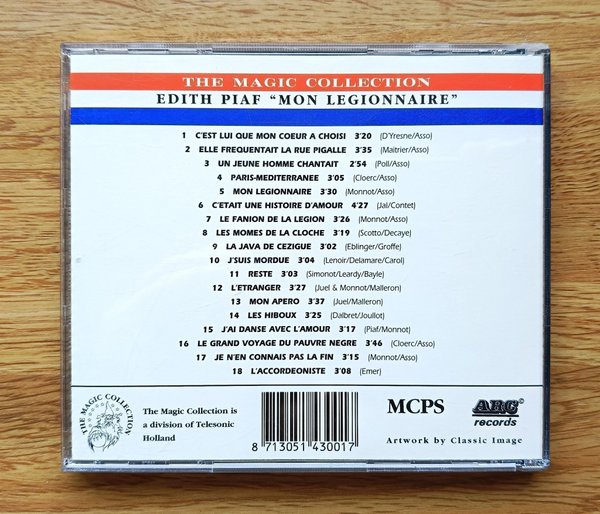 THE MAGIC COLLECTION
EDITH PIAF "MON LEGIONNAIRE"
1 C'EST LUI QUE MON COEUR A CHOISI 3'20 (D'Yresne/Asso)
2 ELLE FREQUENTAIT LA RUE PIGALLE 3'35 (Maitrier/Asso)
3 UN JEUNE HOMME CHANTAIT 2'54 (Poll/Asso)
4 PARIS-MEDITERRANEE 3'05 (Cloerc/Asso)
5 MON LEGIONNAIRE 3'30 (Monnot/Asso)
6 C'ETAIT UNE HISTOIRE D'AMOUR 4'27 (Jal/Contet)
7 LE FANION DE LA LEGION 3'26 (Monnot/Asso)
8 LES MOMES DE LA CLOCHE 3'19 (Scotto/Decaye)
9 LA JAVA DE CEZIGUE 3'02 (Eblinger/Groffe)
10 J'SUIS MORDUE 3'04 (Lenoir/Delamare/Carol)
11 RESTE 3'03 (Simonot/Leardy/Bayle)
12 L'ETRANGER 3'27 (Juel & Monnot/Malleron)
13 MON APERO 3'37 (Juel/Malleron)
14 LES HIBOUX 3'25 (Dalbret/Joullot)
15 J'AI DANSE AVEC L'AMOUR 3'17 (Piaf/Monnot)
16 LE GRAND VOYAGE DU PAUVRE NEGRE 3'46 (Cloerc/Asso)
17 JE N'EN CONNAIS PAS LA FIN 3'15 (Monnot/Asso)
18 L'ACCORDEONISTE 3'08 (Emer)
THE MAGIC COLLECTION
The Magic Collection is
a division of Telesonic
Holland
8 713051 430017
MCPS
ARC
records
Artwork by Classic Image